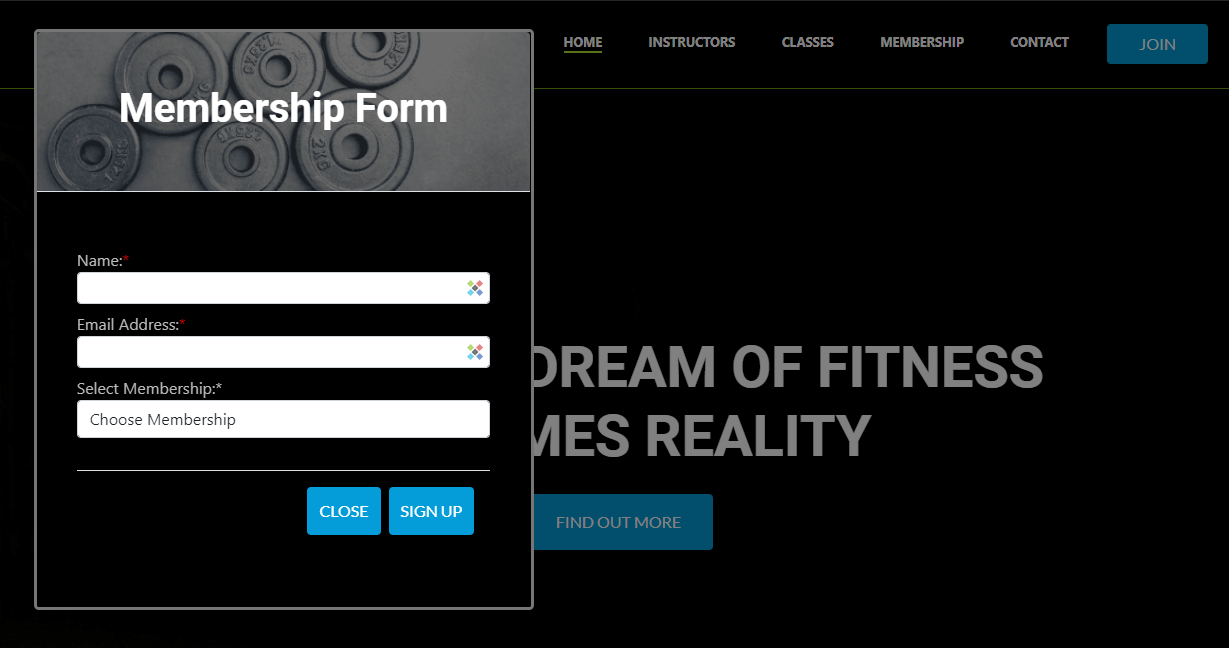 HOME INSTRUCTORS CLASSES MEMBERSHIP CONTACT JOIN
Membership Form
Name:*
Email Address:*
Select Membership:*
Choose Membership
CLOSE SIGN UP
DREAM OF FITNESS
MES REALITY
FIND OUT MORE